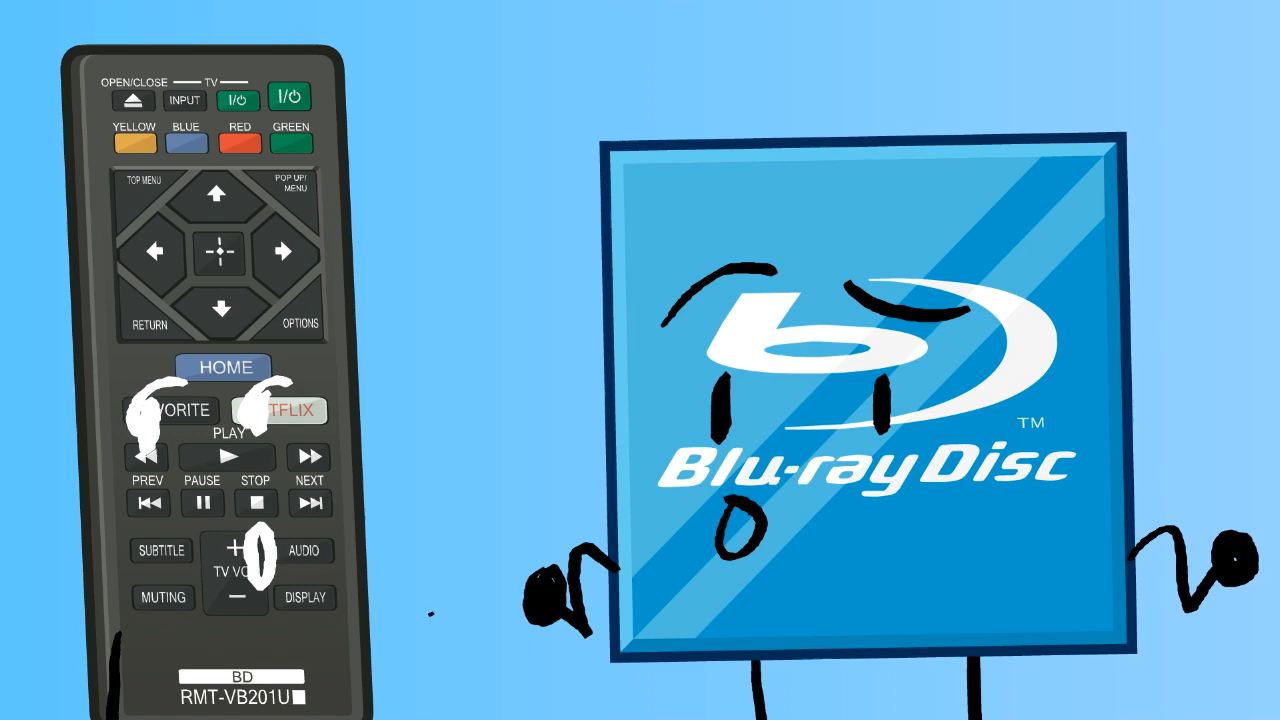 OPEN/CLOSE TV
INPUT I/⏻ I/⏻
YELLOW BLUE RED GREEN
TOP MENU
POP UP/
MENU
RETURN OPTIONS
HOME
PLAY
PREV PAUSE STOP NEXT
SUBTITLE + AUDIO
TV
MUTING − DISPLAY
BD
RMT-VB201U
b
TM
Blu-ray Disc